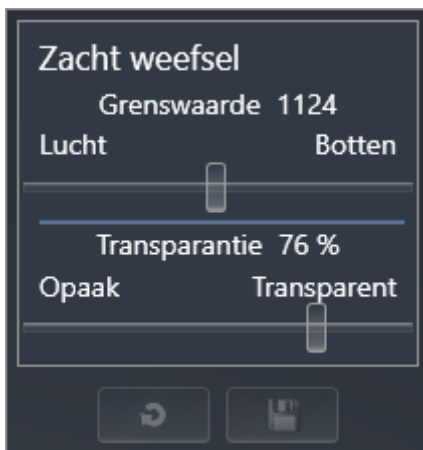 Zacht weefsel
Grenswaarde 1124
Lucht Botten
Transparantie 76 %
Opaak Transparent